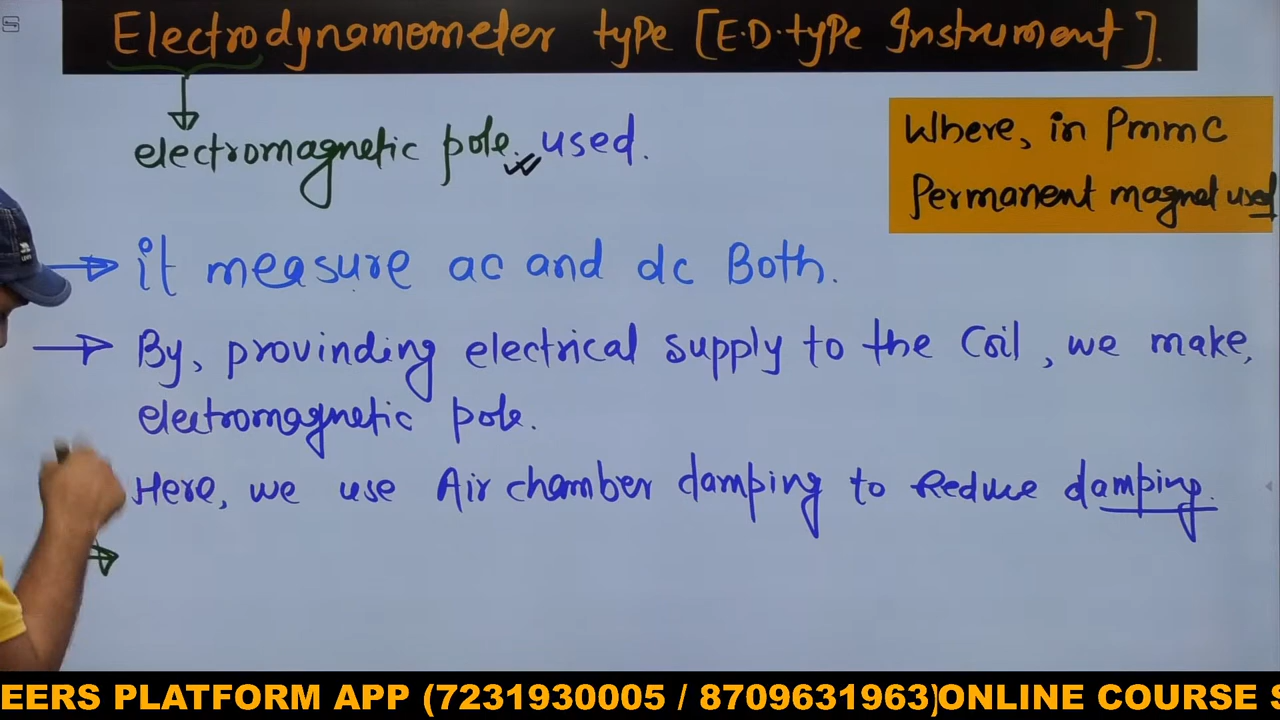 Electrodynamometer type [E.D.type Instrument].
electromagnetic pole. used.
Where, in PmmC
Permanent magnet used
it measure ac and dc Both.
By, provinding electrical supply to the Coil, we make,
electromagnetic pole.
Here, we use Air chamber damping to Reduce damping.
EERS PLATFORM APP (7231930005 / 8709631963)ONLINE COURSE S